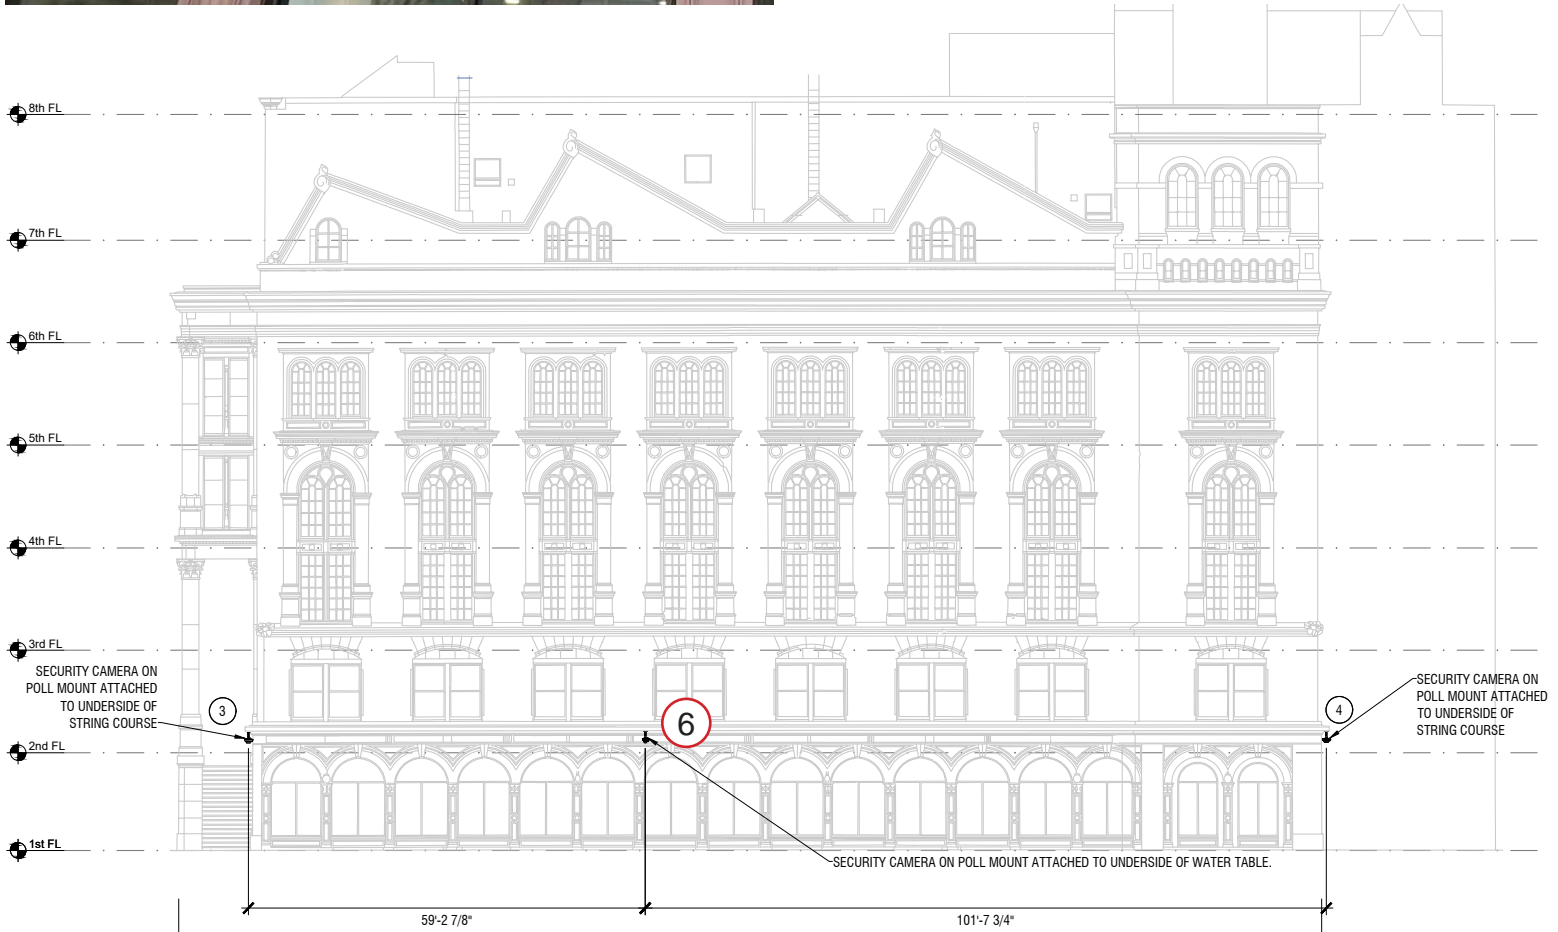 8th FL
7th FL
6th FL
5th FL
4th FL
3rd FL
SECURITY CAMERA ON
POLL MOUNT ATTACHED
TO UNDERSIDE OF
STRING COURSE
3
6
4
SECURITY CAMERA ON
POLL MOUNT ATTACHED
TO UNDERSIDE OF
STRING COURSE
2nd FL
1st FL
SECURITY CAMERA ON POLL MOUNT ATTACHED TO UNDERSIDE OF WATER TABLE.
59'-2 7/8"
101'-7 3/4"